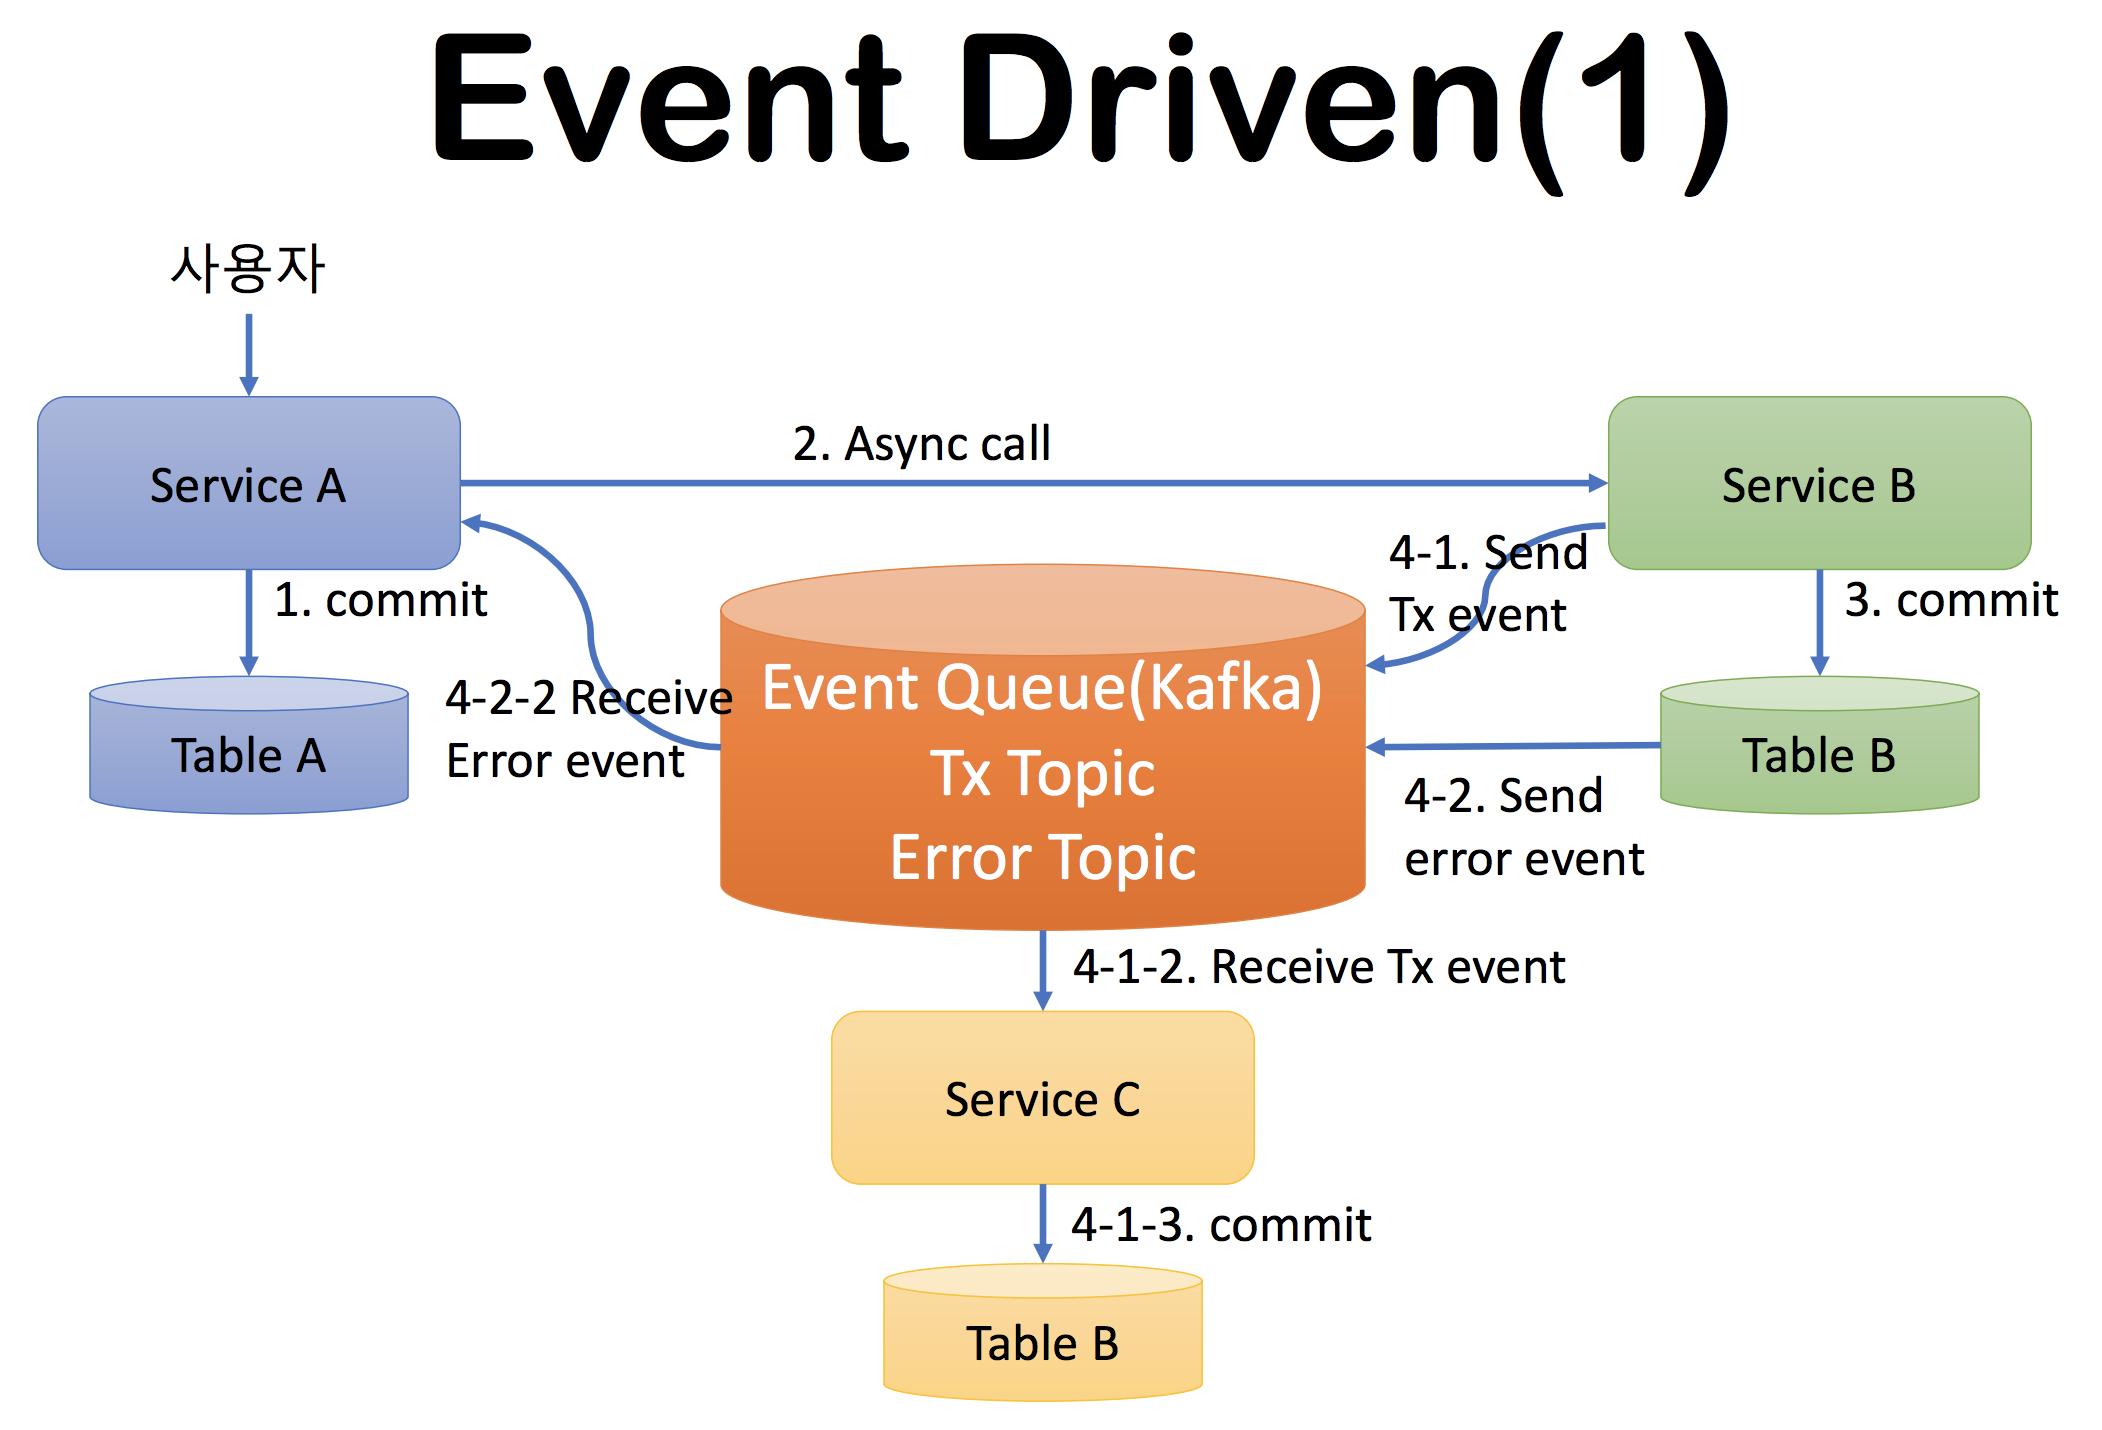 Event Driven(1)
사용자
Service A
2. Async call
Service B
1. commit
4-1. Send
Tx event
3. commit
Table A
4-2-2 Receive
Error event
Event Queue(Kafka)
Tx Topic
Error Topic
Table B
4-2. Send
error event
4-1-2. Receive Tx event
Service C
4-1-3. commit
Table B